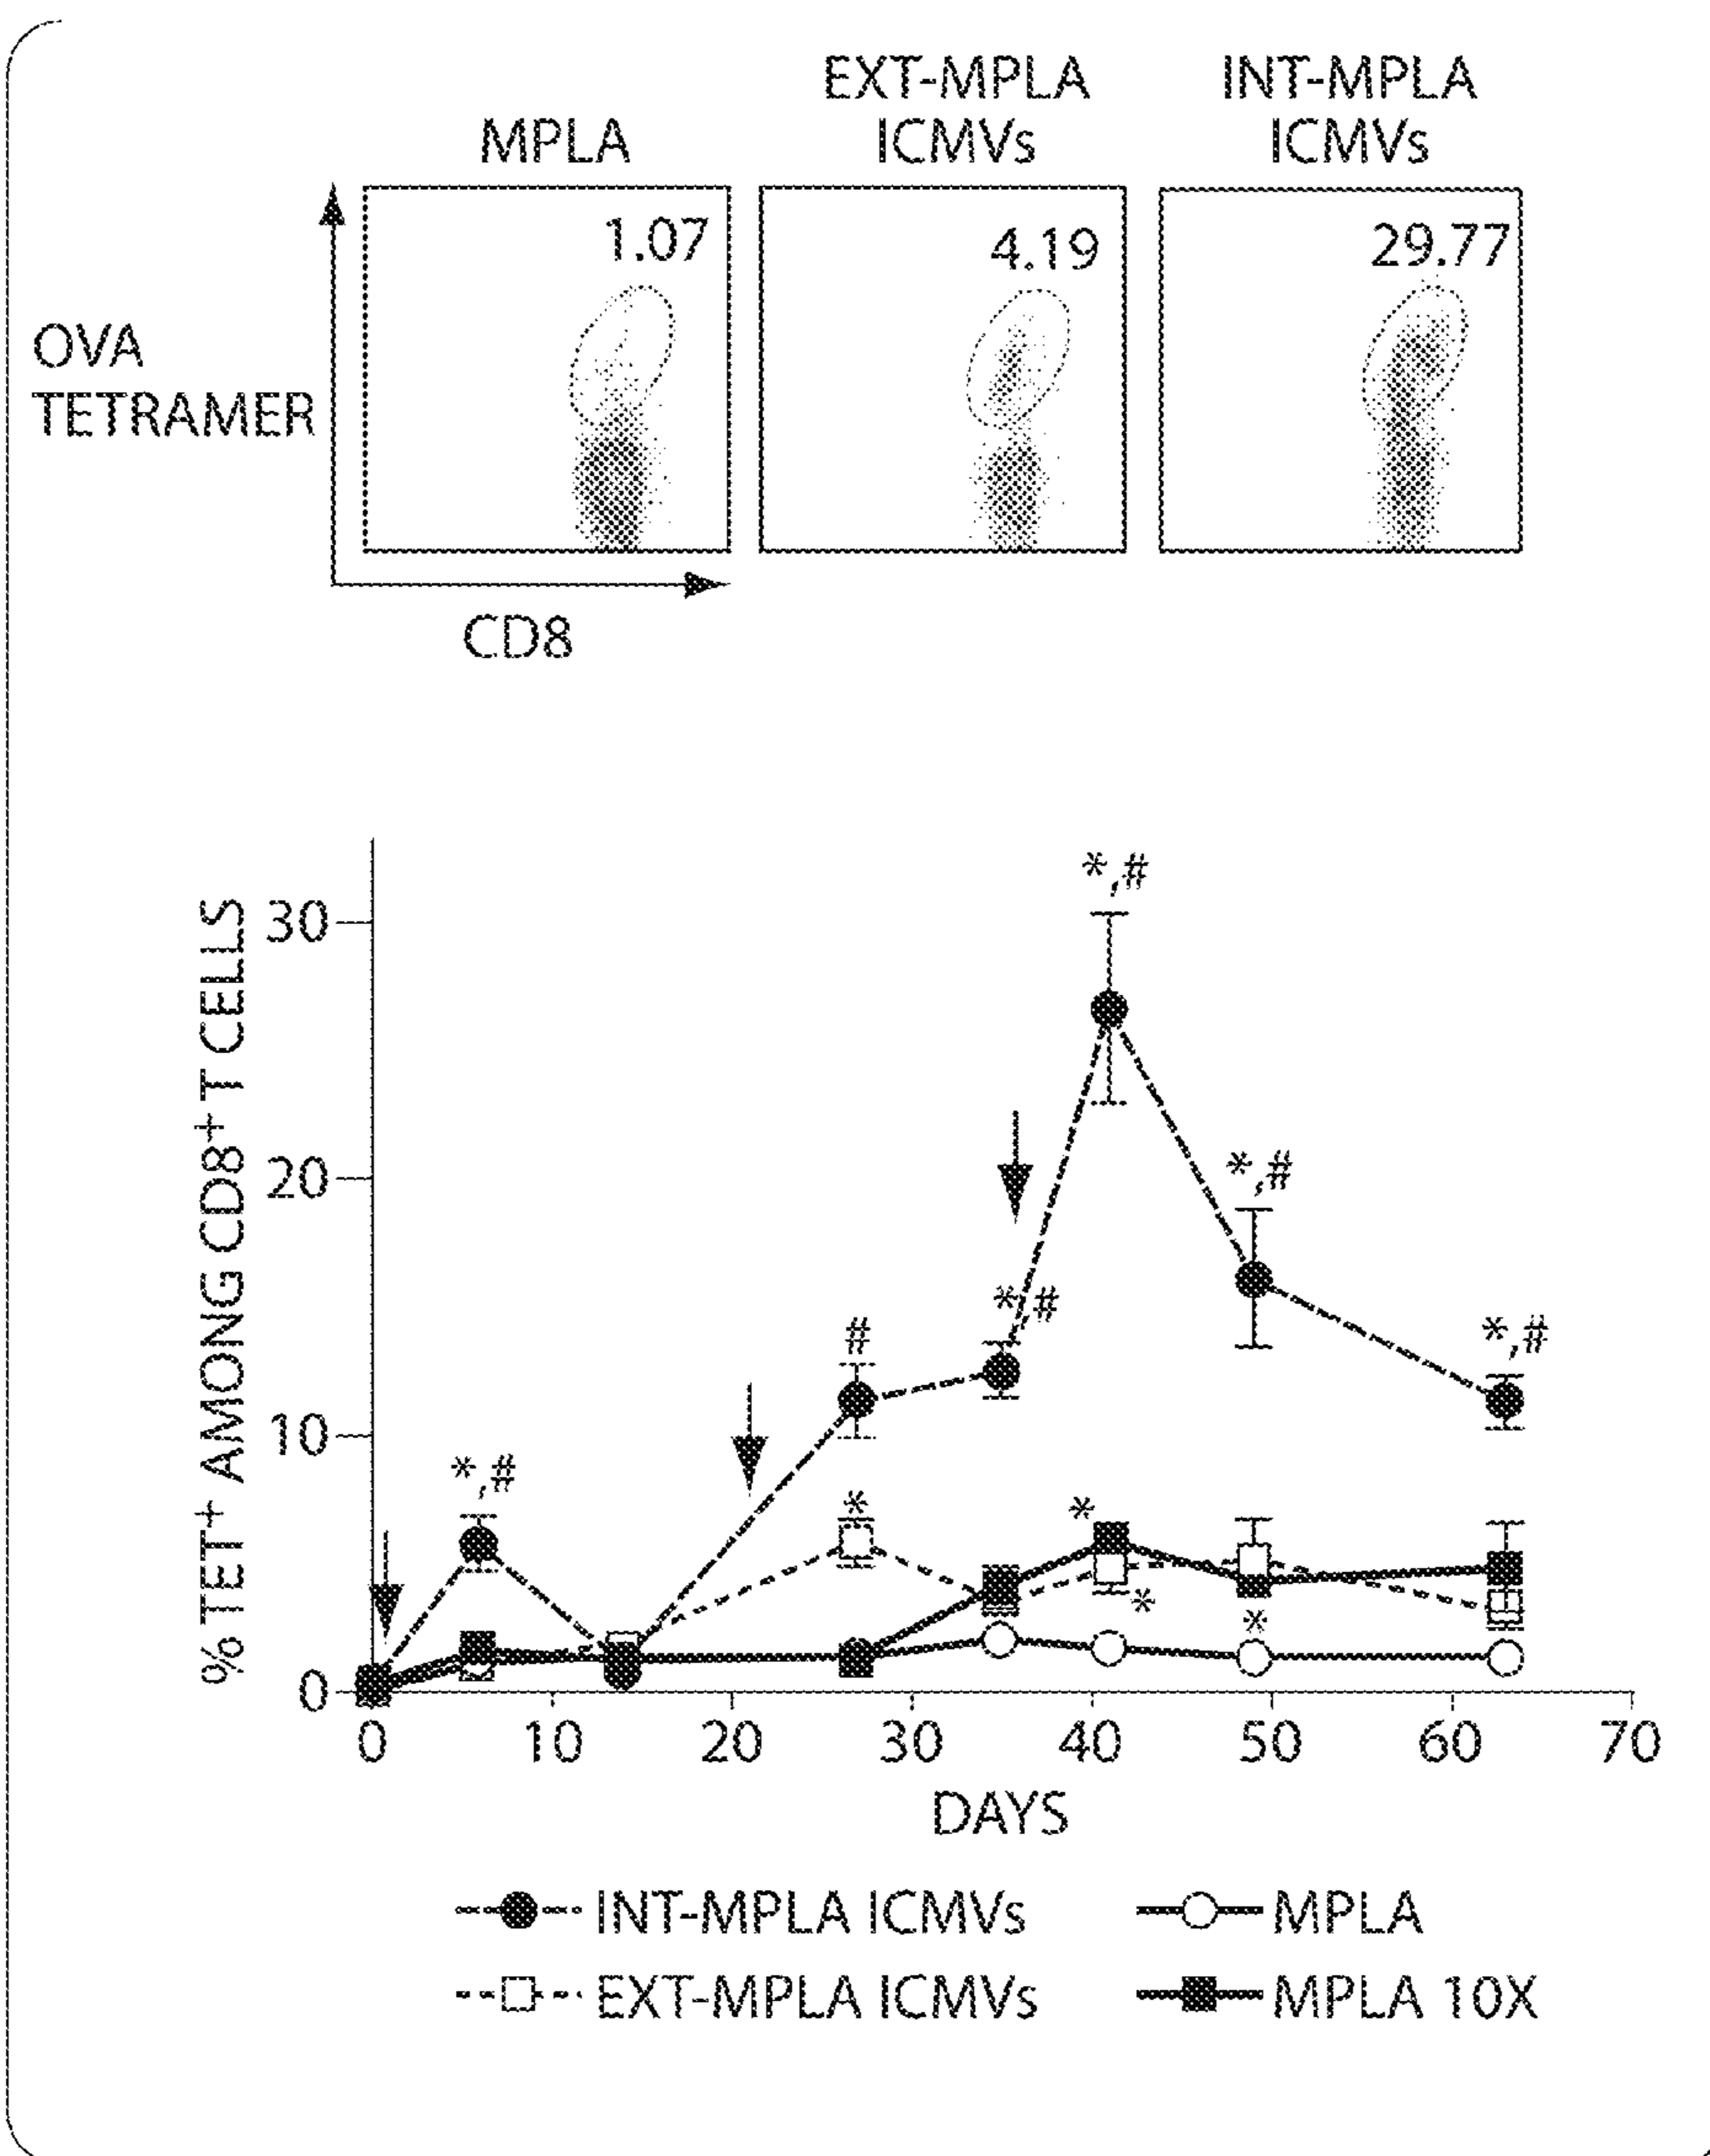 MPLA
EXT-MPLA
ICMVs
INT-MPLA
ICMVs
1.07
4.19
29.77
OVA
TETRAMER
CD8
% TET+ AMONG CD8+ T CELLS
30
20
10
0
*,#
*,#
#
*,#
*,#
*,#
*
*
*
*
0 10 20 30 40 50 60 70
DAYS
INT-MPLA ICMVs
MPLA
EXT-MPLA ICMVs
MPLA 10X